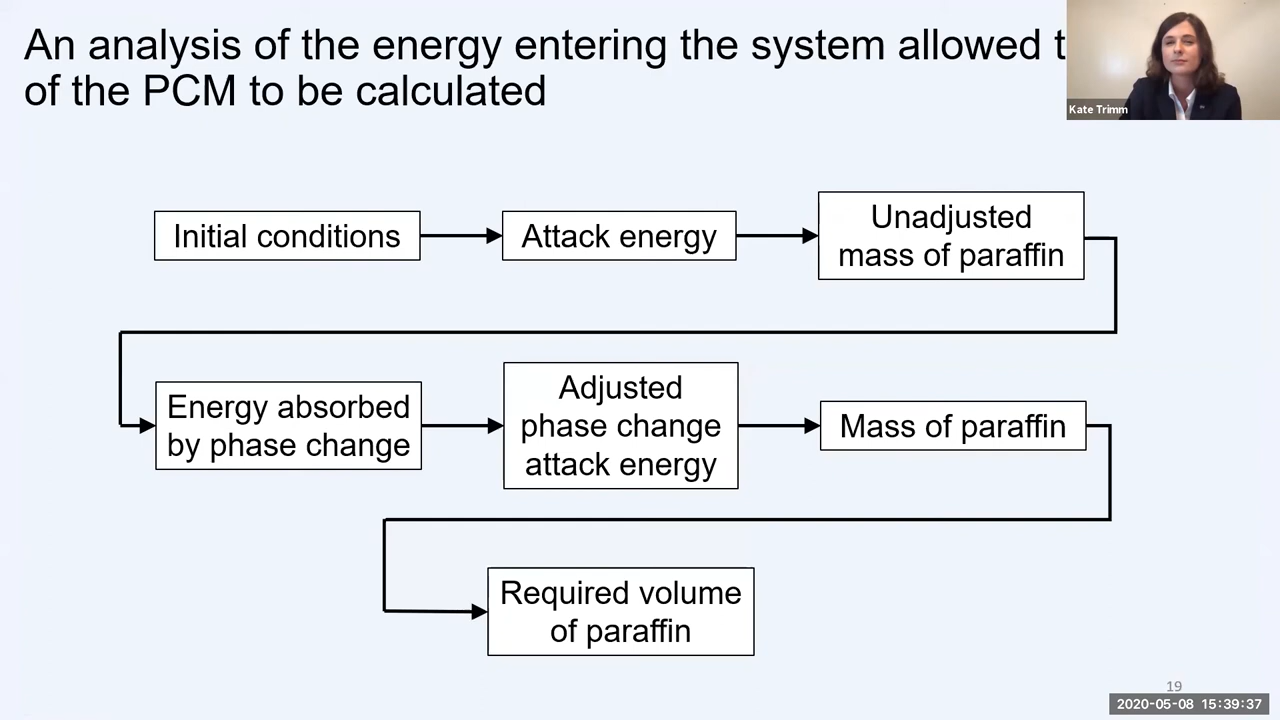 An analysis of the energy entering the system allowed
of the PCM to be calculated
Kate Trimm
Initial conditions
Attack energy
Unadjusted
mass of paraffin
Energy absorbed
by phase change
Adjusted
phase change
attack energy
Mass of paraffin
Required volume
of paraffin
19
2020-05-08 15:39:37